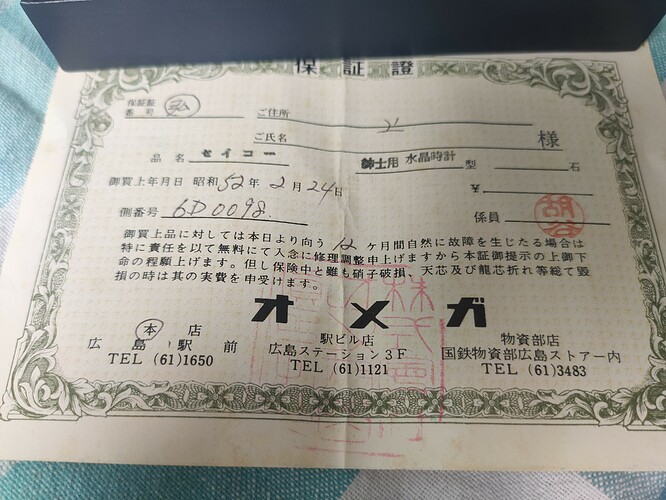 保証證
保証証
番号
ご住所
ご氏名 様
品名 セイコー 紳士用 水晶時計 型 石
御買上年月日 昭和52年2月24日 ¥
側番号 6D0098. 係員
御買上品に対しては本日より向う 12 ヶ月間自然に故障を生じたる場合は
特に責任を以て無料にて入念に修理調整申上げますから本証御提示の上御下
命の程願上げます。但し保険中と雖も硝子破損、天芯及び龍芯折れ等総て毀
損の時は其の実費を申受けます。
オメガ
本店 駅ビル店 物資部店
広島駅前 広島ステーション3F 国鉄物資部広島ストアー内
TEL (61)1650 TEL (61)1121 TEL (61)3483